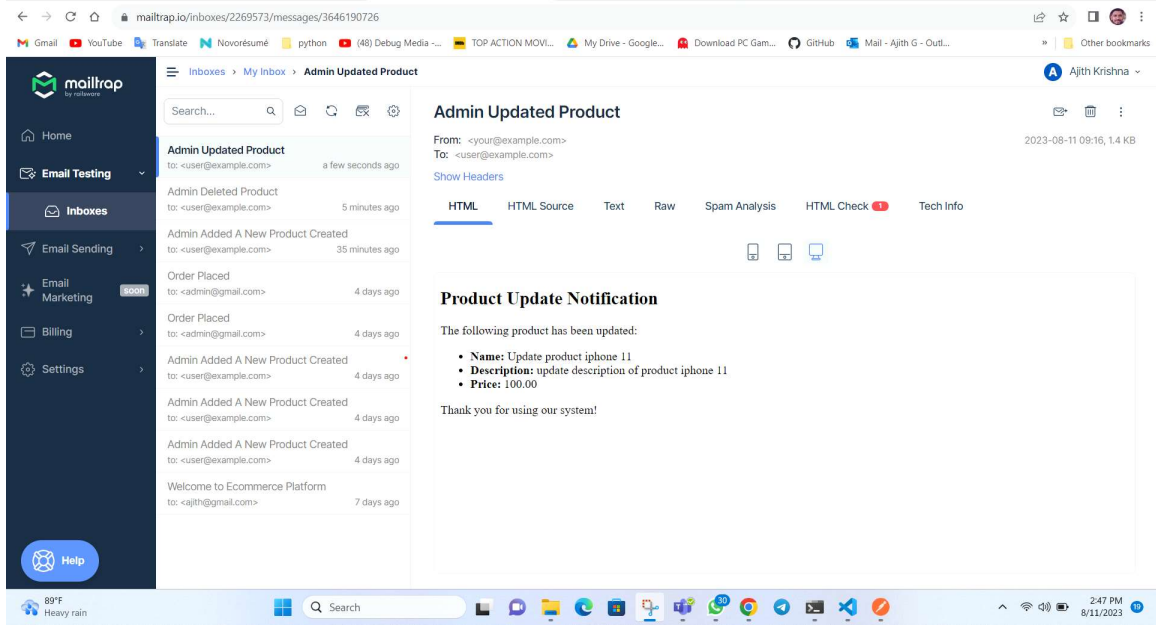 mailtrap.io/inboxes/2269573/messages/3646190726
Gmail YouTube Translate Novorésumé python (48) Debug Media -... TOP ACTION MOVI... My Drive - Google... Download PC Gam... GitHub Mail - Ajith G - Outl... » Other bookmarks
mailtrap
by railsware
Inboxes › My Inbox › Admin Updated Product
A Ajith Krishna
Home
Email Testing
Inboxes
Email Sending
Email Marketing soon
Billing
Settings
Help
Search...
Admin Updated Product
to: <user@example.com> a few seconds ago
Admin Deleted Product
to: <user@example.com> 5 minutes ago
Admin Added A New Product Created
to: <user@example.com> 35 minutes ago
Order Placed
to: <admin@gmail.com> 4 days ago
Order Placed
to: <admin@gmail.com> 4 days ago
Admin Added A New Product Created
to: <user@example.com> 4 days ago
Admin Added A New Product Created
to: <user@example.com> 4 days ago
Admin Added A New Product Created
to: <user@example.com> 4 days ago
Welcome to Ecommerce Platform
to: <ajith@gmail.com> 7 days ago
Admin Updated Product
From: <your@example.com>
2023-08-11 09:16, 1.4 KB
To: <user@example.com>
Show Headers
HTML HTML Source Text Raw Spam Analysis HTML Check 1 Tech Info
Product Update Notification
The following product has been updated:
• Name: Update product iphone 11
• Description: update description of product iphone 11
• Price: 100.00
Thank you for using our system!
89°F
Heavy rain
Search
30
2:47 PM
8/11/2023
19